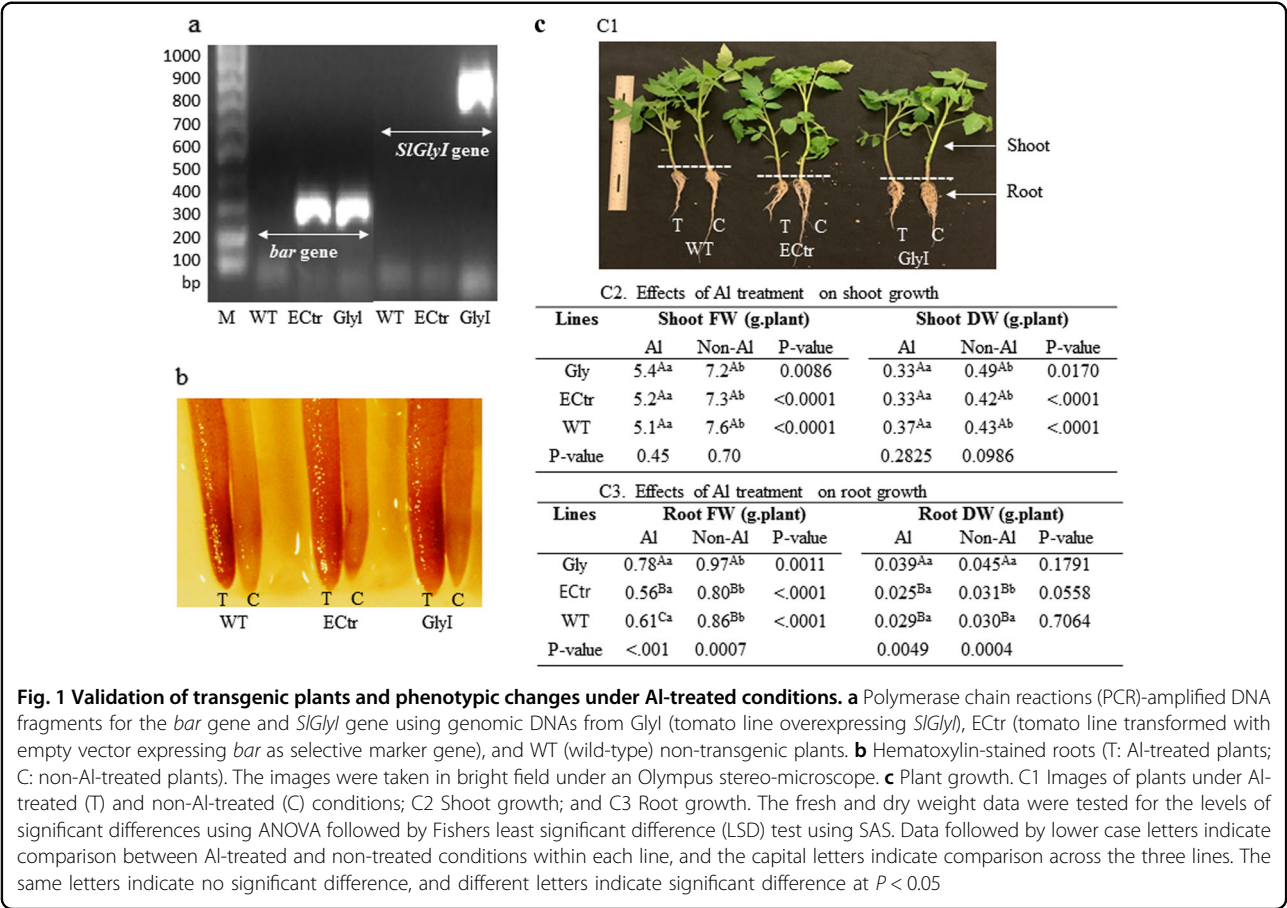 a
1000
900
800
700
600
500
400
300
200
100
bp
SlGlyI gene
bar gene
M WT ECtr Glyl WT ECtr GlyI
b
T C T C T C
WT ECtr GlyI
c C1
Shoot
Root
T C T C T C
WT ECtr GlyI
C2. Effects of Al treatment on shoot growth
Lines Shoot FW (g.plant) Shoot DW (g.plant)
Al Non-Al P-value Al Non-Al P-value
Gly 5.4Aa 7.2Ab 0.0086 0.33Aa 0.49Ab 0.0170
ECtr 5.2Aa 7.3Ab <0.0001 0.33Aa 0.42Ab <.0001
WT 5.1Aa 7.6Ab <0.0001 0.37Aa 0.43Ab <.0001
P-value 0.45 0.70 0.2825 0.0986
C3. Effects of Al treatment on root growth
Lines Root FW (g.plant) Root DW (g.plant)
Al Non-Al P-value Al Non-Al P-value
Gly 0.78Aa 0.97Ab 0.0011 0.039Aa 0.045Aa 0.1791
ECtr 0.56Ba 0.80Bb <.0001 0.025Ba 0.031Bb 0.0558
WT 0.61Ca 0.86Bb <.0001 0.029Ba 0.030Ba 0.7064
P-value <.001 0.0007 0.0049 0.0004
Fig. 1 Validation of transgenic plants and phenotypic changes under Al-treated conditions. a Polymerase chain reactions (PCR)-amplified DNA
fragments for the bar gene and SlGlyI gene using genomic DNAs from GlyI (tomato line overexpressing SlGlyI), ECtr (tomato line transformed with
empty vector expressing bar as selective marker gene), and WT (wild-type) non-transgenic plants. b Hematoxylin-stained roots (T: Al-treated plants;
C: non-Al-treated plants). The images were taken in bright field under an Olympus stereo-microscope. c Plant growth. C1 Images of plants under Al-
treated (T) and non-Al-treated (C) conditions; C2 Shoot growth; and C3 Root growth. The fresh and dry weight data were tested for the levels of
significant differences using ANOVA followed by Fishers least significant difference (LSD) test using SAS. Data followed by lower case letters indicate
comparison between Al-treated and non-treated conditions within each line, and the capital letters indicate comparison across the three lines. The
same letters indicate no significant difference, and different letters indicate significant difference at P < 0.05